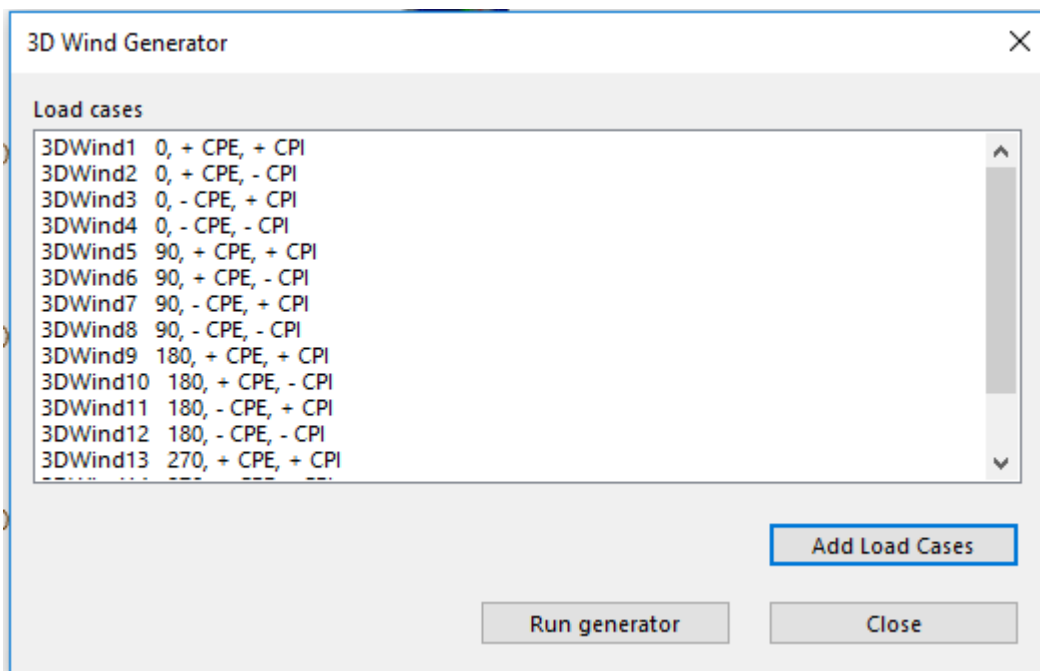 3D Wind Generator
Load cases
3DWind1 0, + CPE, + CPI
3DWind2 0, + CPE, - CPI
3DWind3 0, - CPE, + CPI
3DWind4 0, - CPE, - CPI
3DWind5 90, + CPE, + CPI
3DWind6 90, + CPE, - CPI
3DWind7 90, - CPE, + CPI
3DWind8 90, - CPE, - CPI
3DWind9 180, + CPE, + CPI
3DWind10 180, + CPE, - CPI
3DWind11 180, - CPE, + CPI
3DWind12 180, - CPE, - CPI
3DWind13 270, + CPE, + CPI
Add Load Cases
Run generator
Close